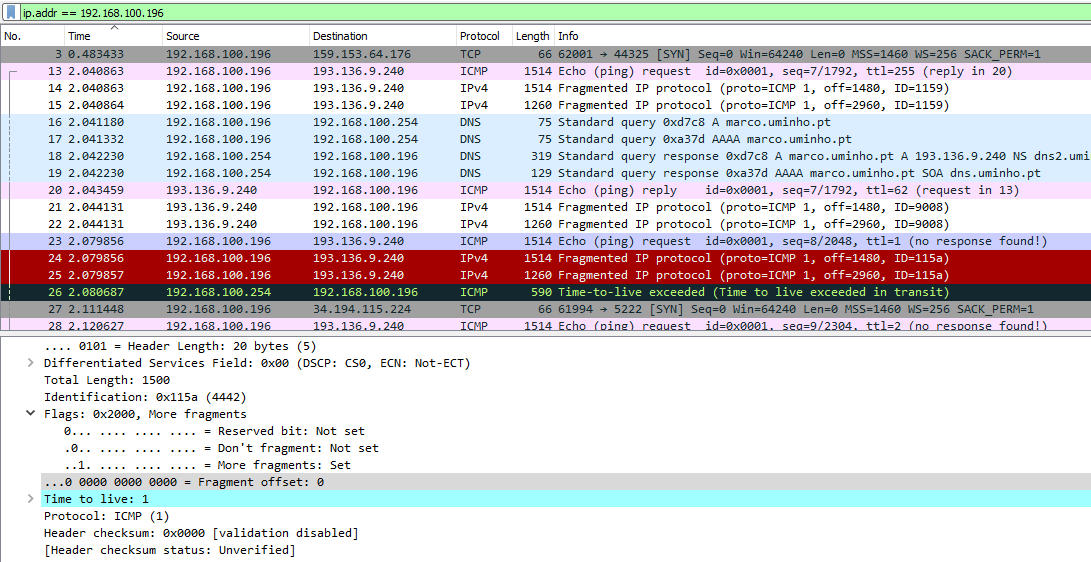 ip.addr == 192.168.100.196
No. Time Source Destination Protocol Length Info
3 0.483433 192.168.100.196 159.153.64.176 TCP 66 62001 → 44325 [SYN] Seq=0 Win=64240 Len=0 MSS=1460 WS=256 SACK_PERM=1
13 2.040863 192.168.100.196 193.136.9.240 ICMP 1514 Echo (ping) request id=0x0001, seq=7/1792, ttl=255 (reply in 20)
14 2.040863 192.168.100.196 193.136.9.240 IPv4 1514 Fragmented IP protocol (proto=ICMP 1, off=1480, ID=1159)
15 2.040864 192.168.100.196 193.136.9.240 IPv4 1260 Fragmented IP protocol (proto=ICMP 1, off=2960, ID=1159)
16 2.041180 192.168.100.196 192.168.100.254 DNS 75 Standard query 0xd7c8 A marco.uminho.pt
17 2.041332 192.168.100.196 192.168.100.254 DNS 75 Standard query 0xa37d AAAA marco.uminho.pt
18 2.042230 192.168.100.254 192.168.100.196 DNS 319 Standard query response 0xd7c8 A marco.uminho.pt A 193.136.9.240 NS dns2.umi
19 2.042230 192.168.100.254 192.168.100.196 DNS 129 Standard query response 0xa37d AAAA marco.uminho.pt SOA dns.uminho.pt
20 2.043459 193.136.9.240 192.168.100.196 ICMP 1514 Echo (ping) reply id=0x0001, seq=7/1792, ttl=62 (request in 13)
21 2.044131 193.136.9.240 192.168.100.196 IPv4 1514 Fragmented IP protocol (proto=ICMP 1, off=1480, ID=9008)
22 2.044131 193.136.9.240 192.168.100.196 IPv4 1260 Fragmented IP protocol (proto=ICMP 1, off=2960, ID=9008)
23 2.079856 192.168.100.196 193.136.9.240 ICMP 1514 Echo (ping) request id=0x0001, seq=8/2048, ttl=1 (no response found!)
24 2.079856 192.168.100.196 193.136.9.240 IPv4 1514 Fragmented IP protocol (proto=ICMP 1, off=1480, ID=115a)
25 2.079857 192.168.100.196 193.136.9.240 IPv4 1260 Fragmented IP protocol (proto=ICMP 1, off=2960, ID=115a)
26 2.080687 192.168.100.254 192.168.100.196 ICMP 590 Time-to-live exceeded (Time to live exceeded in transit)
27 2.111448 192.168.100.196 34.194.115.224 TCP 66 61994 → 5222 [SYN] Seq=0 Win=64240 Len=0 MSS=1460 WS=256 SACK_PERM=1
28 2.120627 192.168.100.196 193.136.9.240 ICMP 1514 Echo (ping) request id=0x0001, seq=9/2304, ttl=2 (no response found!)
.... 0101 = Header Length: 20 bytes (5)
Differentiated Services Field: 0x00 (DSCP: CS0, ECN: Not-ECT)
Total Length: 1500
Identification: 0x115a (4442)
Flags: 0x2000, More fragments
0... .... .... .... = Reserved bit: Not set
.0.. .... .... .... = Don't fragment: Not set
..1. .... .... .... = More fragments: Set
...0 0000 0000 0000 = Fragment offset: 0
Time to live: 1
Protocol: ICMP (1)
Header checksum: 0x0000 [validation disabled]
[Header checksum status: Unverified]